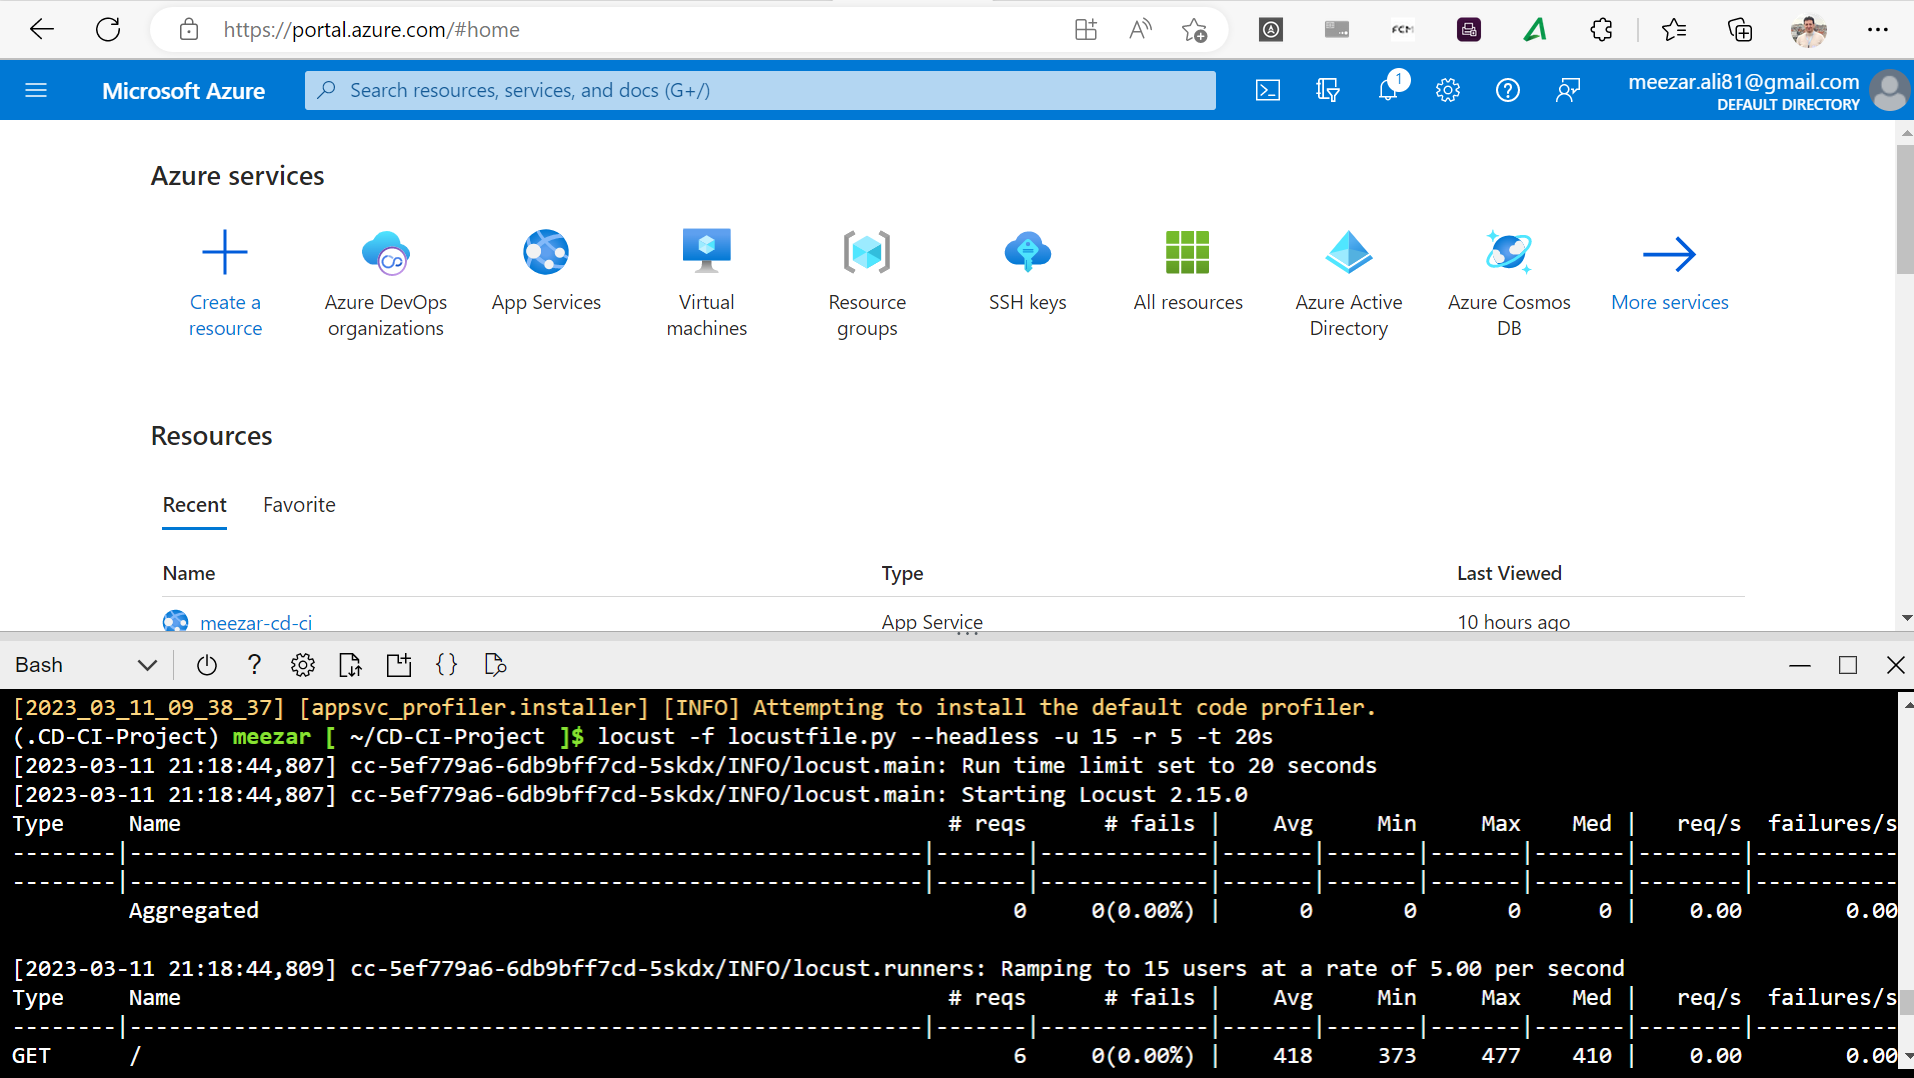 https://portal.azure.com/#home
FCM
Microsoft Azure
Search resources, services, and docs (G+/)
1
meezar.ali81@gmail.com
DEFAULT DIRECTORY
Azure services
Create a resource
Azure DevOps organizations
App Services
Virtual machines
Resource groups
SSH keys
All resources
Azure Active Directory
Azure Cosmos DB
More services
Resources
Recent Favorite
Name Type Last Viewed
meezar-cd-ci App Service 10 hours ago
Bash
[2023_03_11_09_38_37] [appsvc_profiler.installer] [INFO] Attempting to install the default code profiler.
(.CD-CI-Project) meezar [ ~/CD-CI-Project ]$ locust -f locustfile.py --headless -u 15 -r 5 -t 20s
[2023-03-11 21:18:44,807] cc-5ef779a6-6db9bff7cd-5skdx/INFO/locust.main: Run time limit set to 20 seconds
[2023-03-11 21:18:44,807] cc-5ef779a6-6db9bff7cd-5skdx/INFO/locust.main: Starting Locust 2.15.0
Type Name # reqs # fails | Avg Min Max Med | req/s failures/s
--------|-------------------------------------------------------------|-------|-------------|-------|-------|-------|-------|--------|-----------
--------|-------------------------------------------------------------|-------|-------------|-------|-------|-------|-------|--------|-----------
Aggregated 0 0(0.00%) | 0 0 0 0 | 0.00 0.00
[2023-03-11 21:18:44,809] cc-5ef779a6-6db9bff7cd-5skdx/INFO/locust.runners: Ramping to 15 users at a rate of 5.00 per second
Type Name # reqs # fails | Avg Min Max Med | req/s failures/s
--------|-------------------------------------------------------------|-------|-------------|-------|-------|-------|-------|--------|-----------
GET / 6 0(0.00%) | 418 373 477 410 | 0.00 0.00